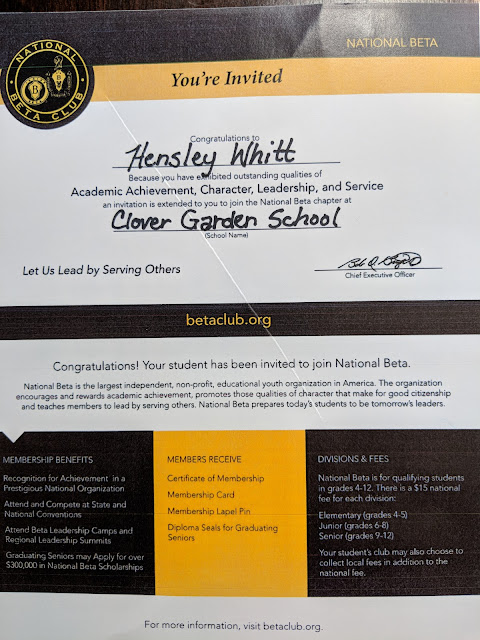 NATIONAL BETA
NATIONAL
BETA CLUB
You're Invited
Congratulations to
Hensley Whitt
Because you have exhibited outstanding qualities of
Academic Achievement, Character, Leadership, and Service
an invitation is extended to you to join the National Beta chapter at
Clover Garden School
(School Name)
Let Us Lead by Serving Others
Chief Executive Officer
betaclub.org
Congratulations! Your student has been invited to join National Beta.
National Beta is the largest independent, non-profit, educational youth organization in America. The organization
encourages and rewards academic achievement, promotes those qualities of character that make for good citizenship
and teaches members to lead by serving others. National Beta prepares today's students to be tomorrow's leaders.
MEMBERSHIP BENEFITS
Recognition for Achievement in a
Prestigious National Organization
Attend and Compete at State and
National Conventions
Attend Beta Leadership Camps and
Regional Leadership Summits
Graduating Seniors may Apply for over
$300,000 in National Beta Scholarships
MEMBERS RECEIVE
Certificate of Membership
Membership Card
Membership Lapel Pin
Diploma Seals for Graduating
Seniors
DIVISIONS & FEES
National Beta is for qualifying students
in grades 4-12. There is a $15 national
fee for each division:
Elementary (grades 4-5)
Junior (grades 6-8)
Senior (grades 9-12)
Your student's club may also choose to
collect local fees in addition to the
national fee.
For more information, visit betaclub.org.